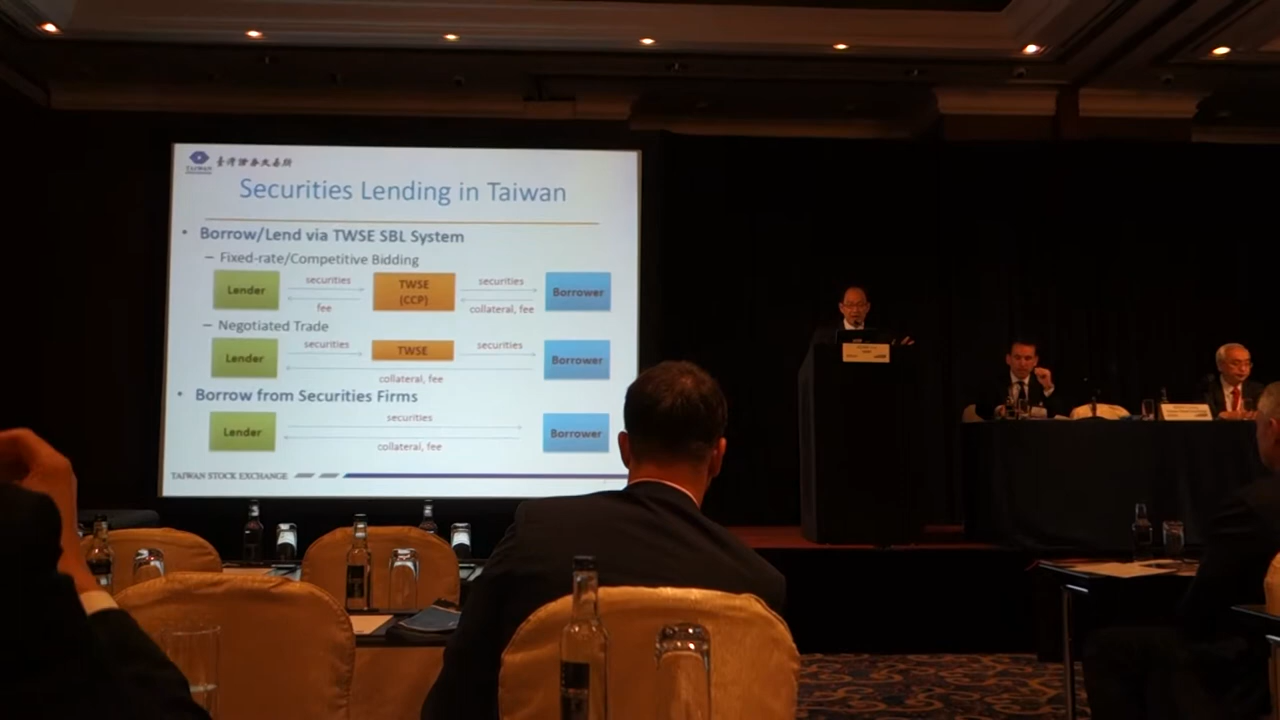 TAIWAN
臺灣證券交易所
Securities Lending in Taiwan
• Borrow/Lend via TWSE SBL System
– Fixed-rate/Competitive Bidding
Lender securities TWSE (CCP) securities Borrower
fee collateral, fee
– Negotiated Trade
Lender securities TWSE securities Borrower
collateral, fee
• Borrow from Securities Firms
Lender securities Borrower
collateral, fee
TAIWAN STOCK EXCHANGE